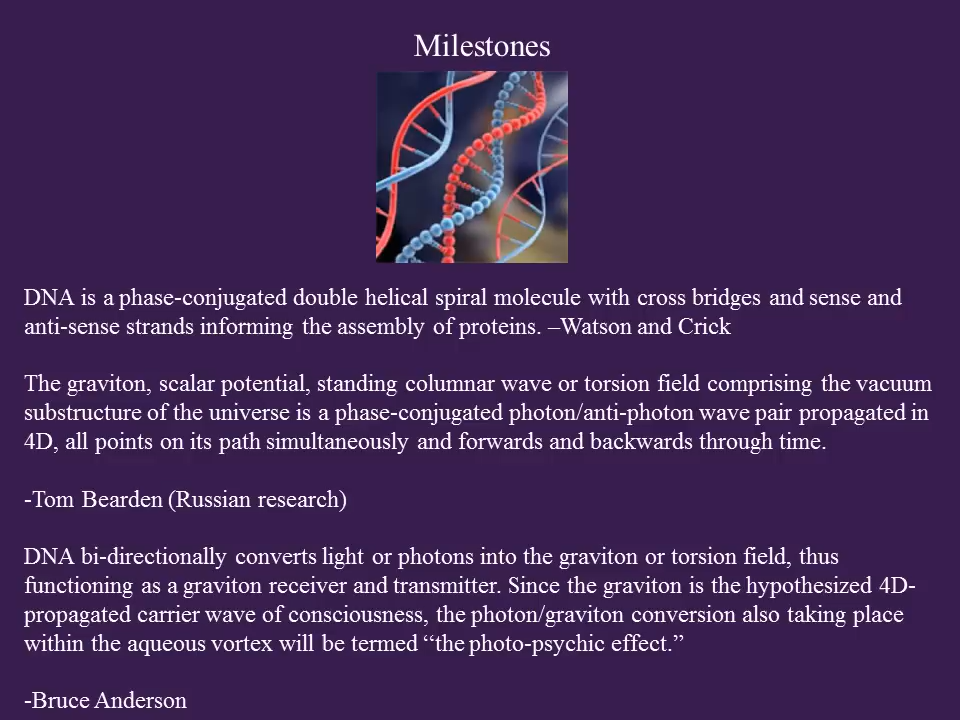 Milestones
DNA is a phase-conjugated double helical spiral molecule with cross bridges and sense and
anti-sense strands informing the assembly of proteins. –Watson and Crick
The graviton, scalar potential, standing columnar wave or torsion field comprising the vacuum
substructure of the universe is a phase-conjugated photon/anti-photon wave pair propagated in
4D, all points on its path simultaneously and forwards and backwards through time.
-Tom Bearden (Russian research)
DNA bi-directionally converts light or photons into the graviton or torsion field, thus
functioning as a graviton receiver and transmitter. Since the graviton is the hypothesized 4D-
propagated carrier wave of consciousness, the photon/graviton conversion also taking place
within the aqueous vortex will be termed “the photo-psychic effect.”
-Bruce Anderson